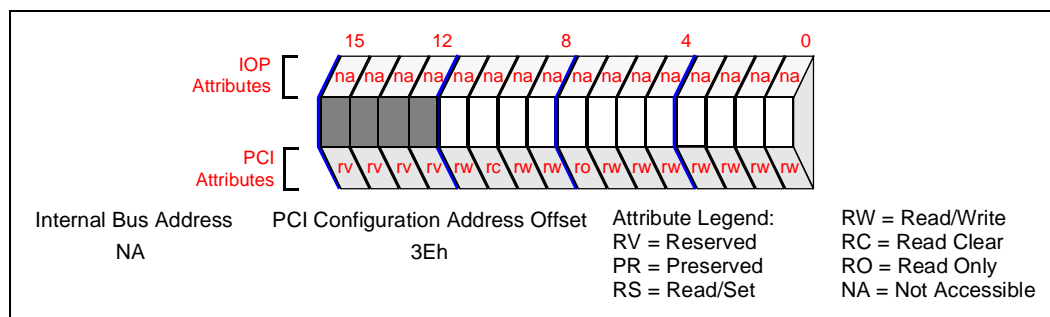 15 12 8 4 0
IOP
Attributes
na na na na na na na na na na na na na na na na
PCI
Attributes
rv rv rv rv rw rc rw rw ro rw rw rw rw rw rw rw
Internal Bus Address
NA
PCI Configuration Address Offset
3Eh
Attribute Legend:
RV = Reserved
PR = Preserved
RS = Read/Set
RW = Read/Write
RC = Read Clear
RO = Read Only
NA = Not Accessible